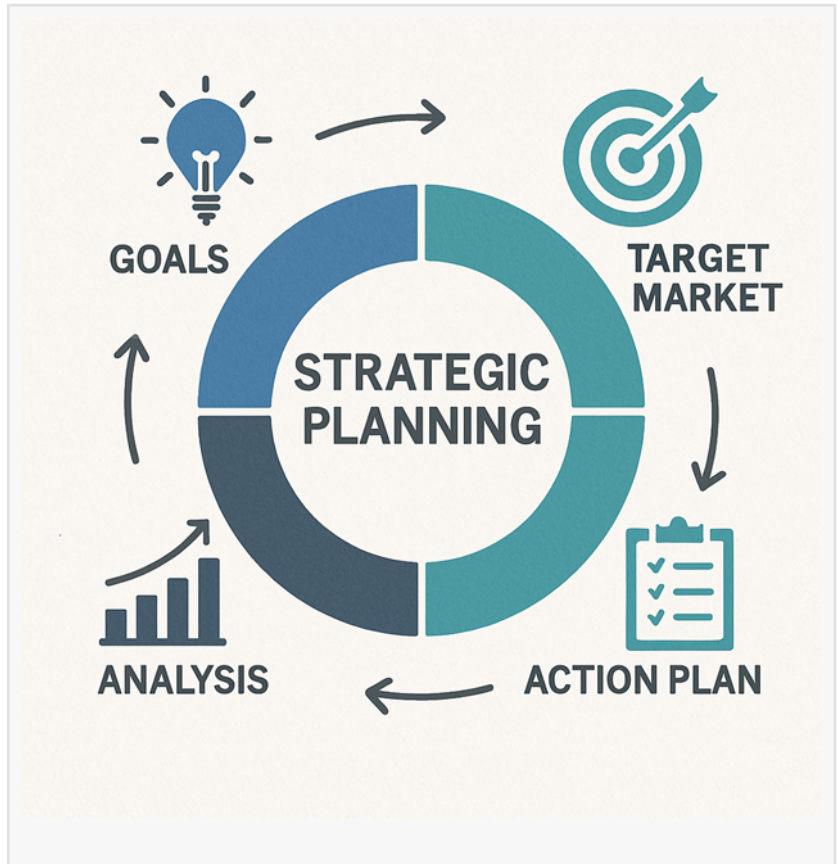 GOALS
TARGET
MARKET
STRATEGIC
PLANNING
ANALYSIS
ACTION PLAN